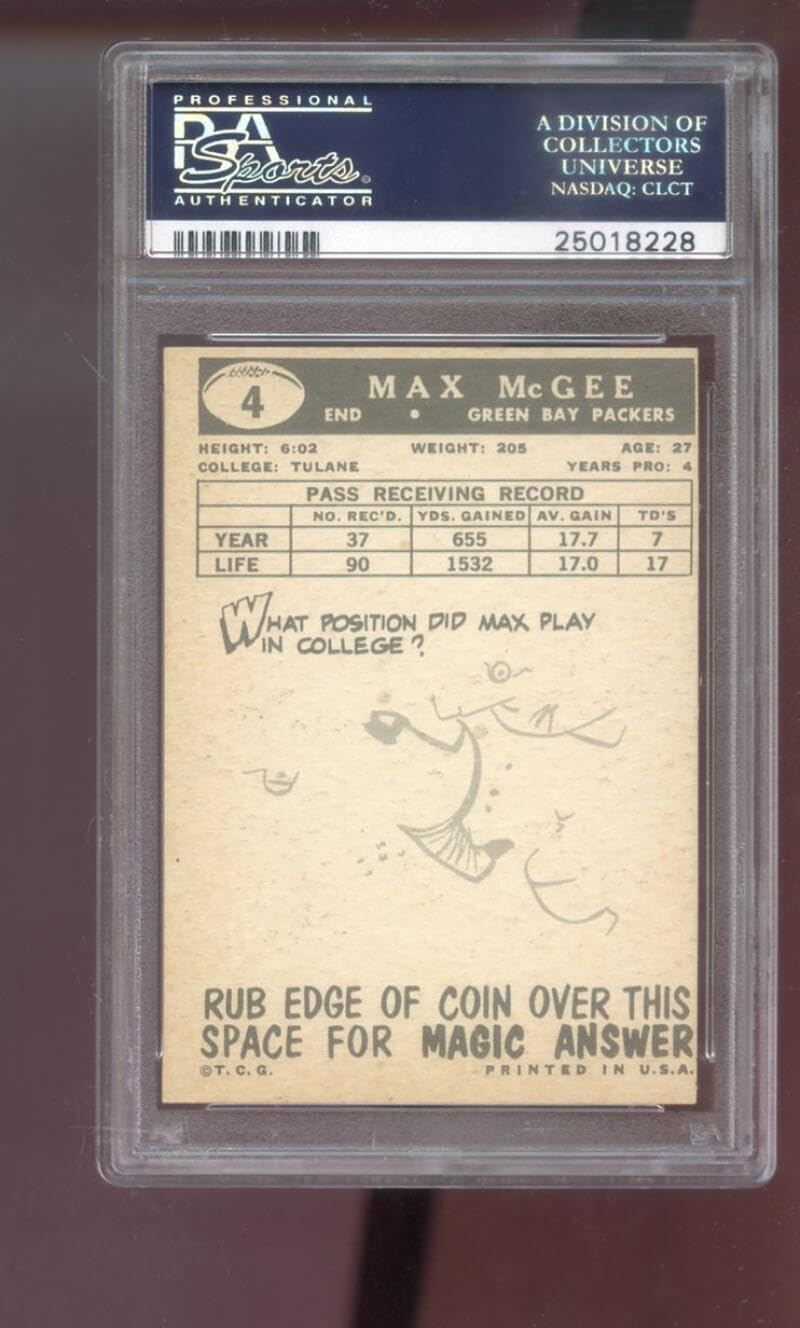 PROFESSIONAL
PSA
Sports
AUTHENTICATOR
A DIVISION OF
COLLECTORS
UNIVERSE
NASDAQ: CLCT
25018228
4
MAX McGEE
END • GREEN BAY PACKERS
HEIGHT: 6:02 WEIGHT: 205 AGE: 27
COLLEGE: TULANE YEARS PRO: 4
PASS RECEIVING RECORD
NO. REC'D. YDS. GAINED AV. GAIN TD'S
YEAR 37 655 17.7 7
LIFE 90 1532 17.0 17
WHAT POSITION DID MAX PLAY
IN COLLEGE?
RUB EDGE OF COIN OVER THIS
SPACE FOR MAGIC ANSWER
©T.C.G. PRINTED IN U.S.A.